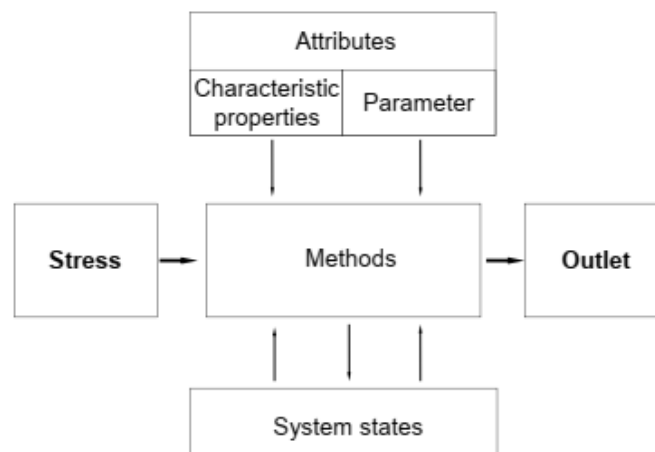 Attributes
Characteristic
properties
Parameter
Stress
Methods
Outlet
System states